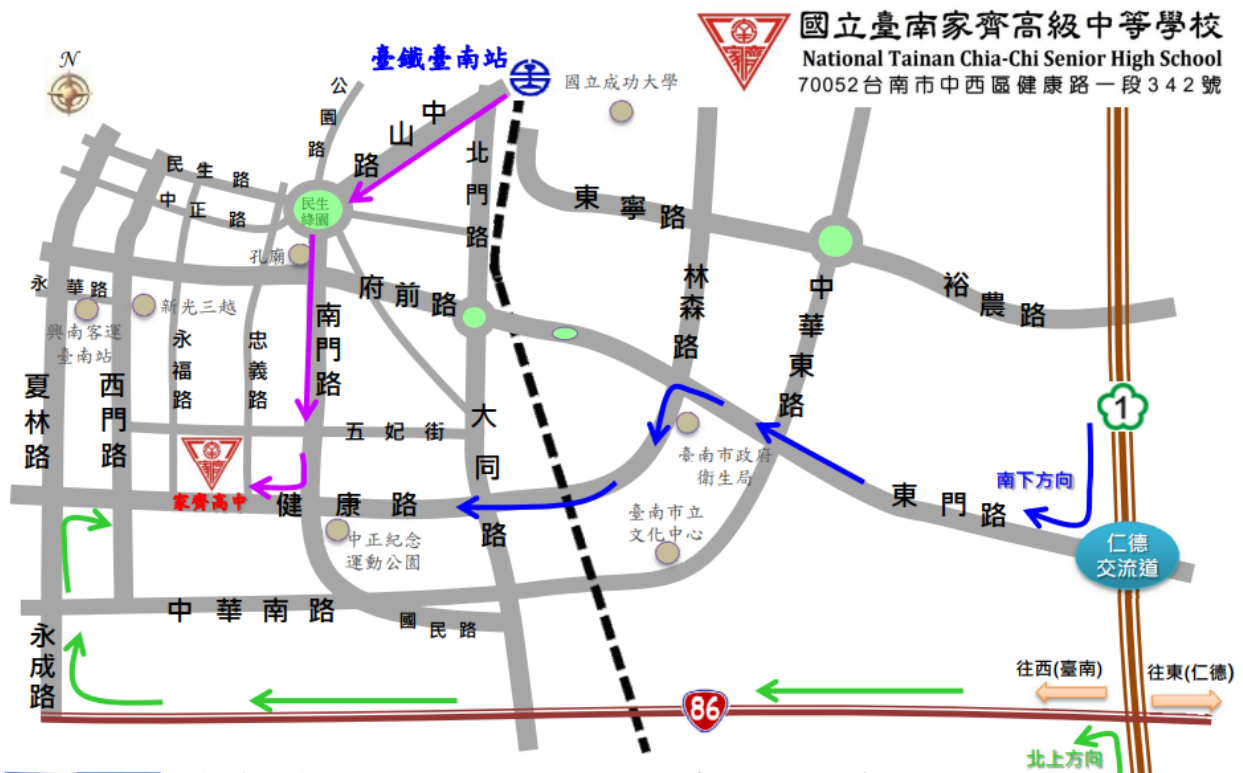 國立臺南家齊高級中等學校
National Tainan Chia-Chi Senior High School
70052台南市中西區健康路一段342號
N
臺鐵臺南站
國立成功大學
公園路
中山路
北門路
民生路
中正路
民生
綠園
東寧路
孔廟
府前路
林森路
中華東路
裕農路
永華路
新光三越
興南客運
臺南站
永福路
忠義路
南門路
夏林路
西門路
五妃街
大同路
1
臺南市政府
衛生局
南下方向
家齊
家齊高中
健康路
東門路
中正紀念
運動公園
臺南市立
文化中心
仁德
交流道
中華南路
國民路
永成路
往西(臺南)
往東(仁德)
86
北上方向